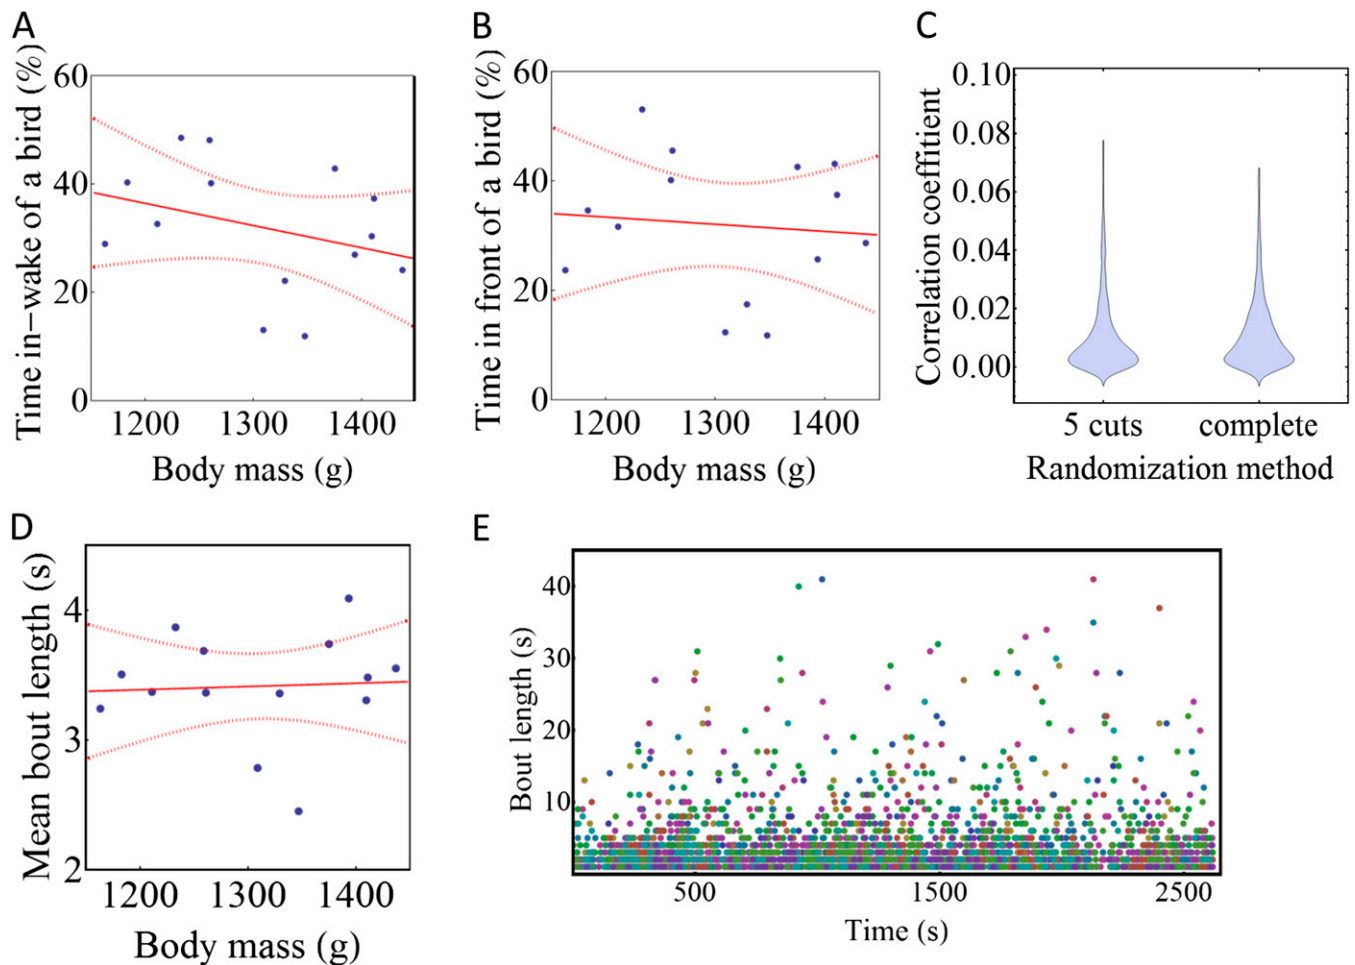 A
Time in-wake of a bird (%)
60
40
20
0
1200 1300 1400
Body mass (g)
B
Time in front of a bird (%)
60
40
20
0
1200 1300 1400
Body mass (g)
C
Correlation coeffitient
0.10
0.08
0.06
0.04
0.02
0.00
5 cuts complete
Randomization method
D
Mean bout length (s)
4
3
2
1200 1300 1400
Body mass (g)
E
Bout length (s)
40
30
20
10
500 1500 2500
Time (s)